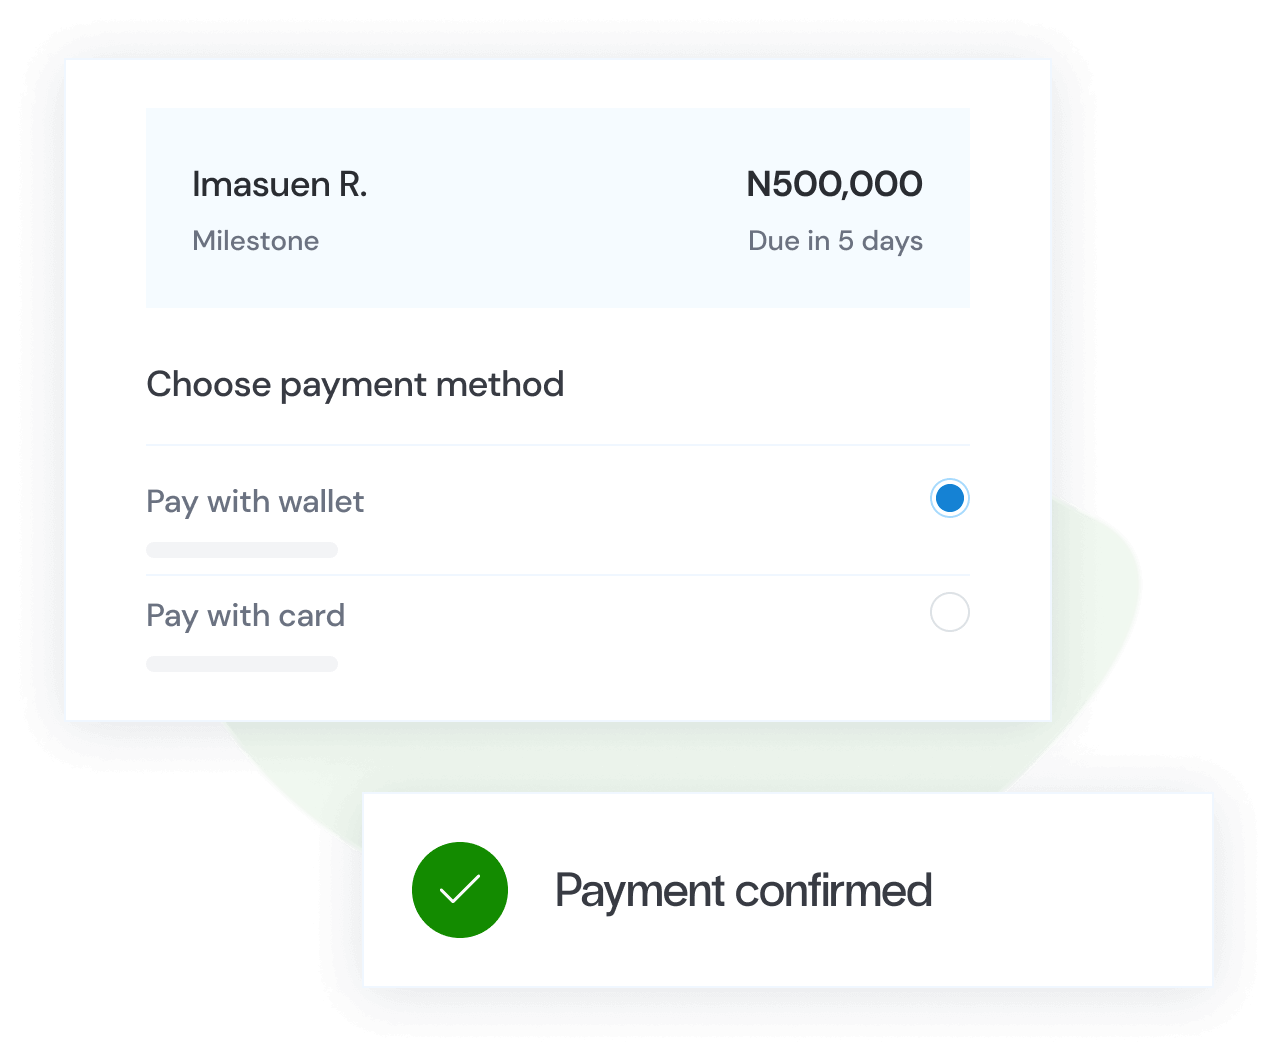 Imasuen R.
N500,000
Milestone
Due in 5 days
Choose payment method
Pay with wallet
Pay with card
Payment confirmed